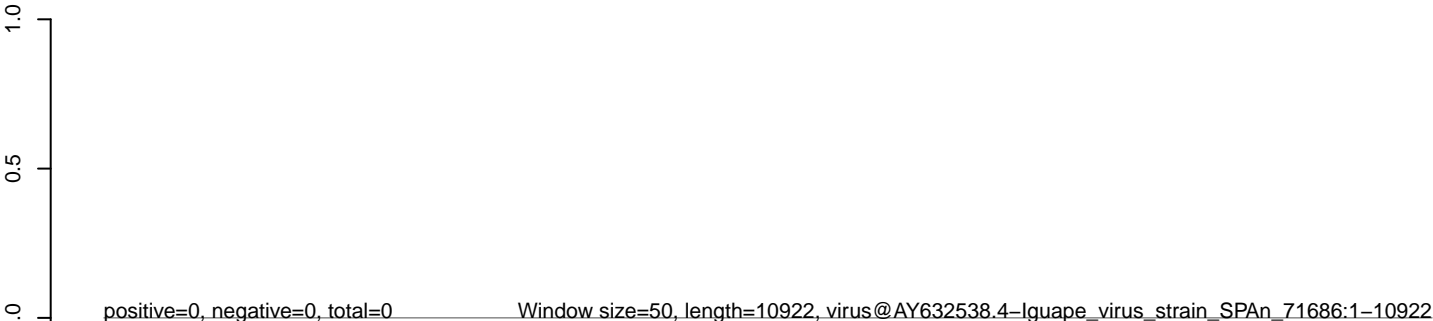 1.0
0.5
.0
positive=0, negative=0, total=0
Window size=50, length=10922, virus@AY632538.4−Iguape_virus_strain_SPAn_71686:1−10922